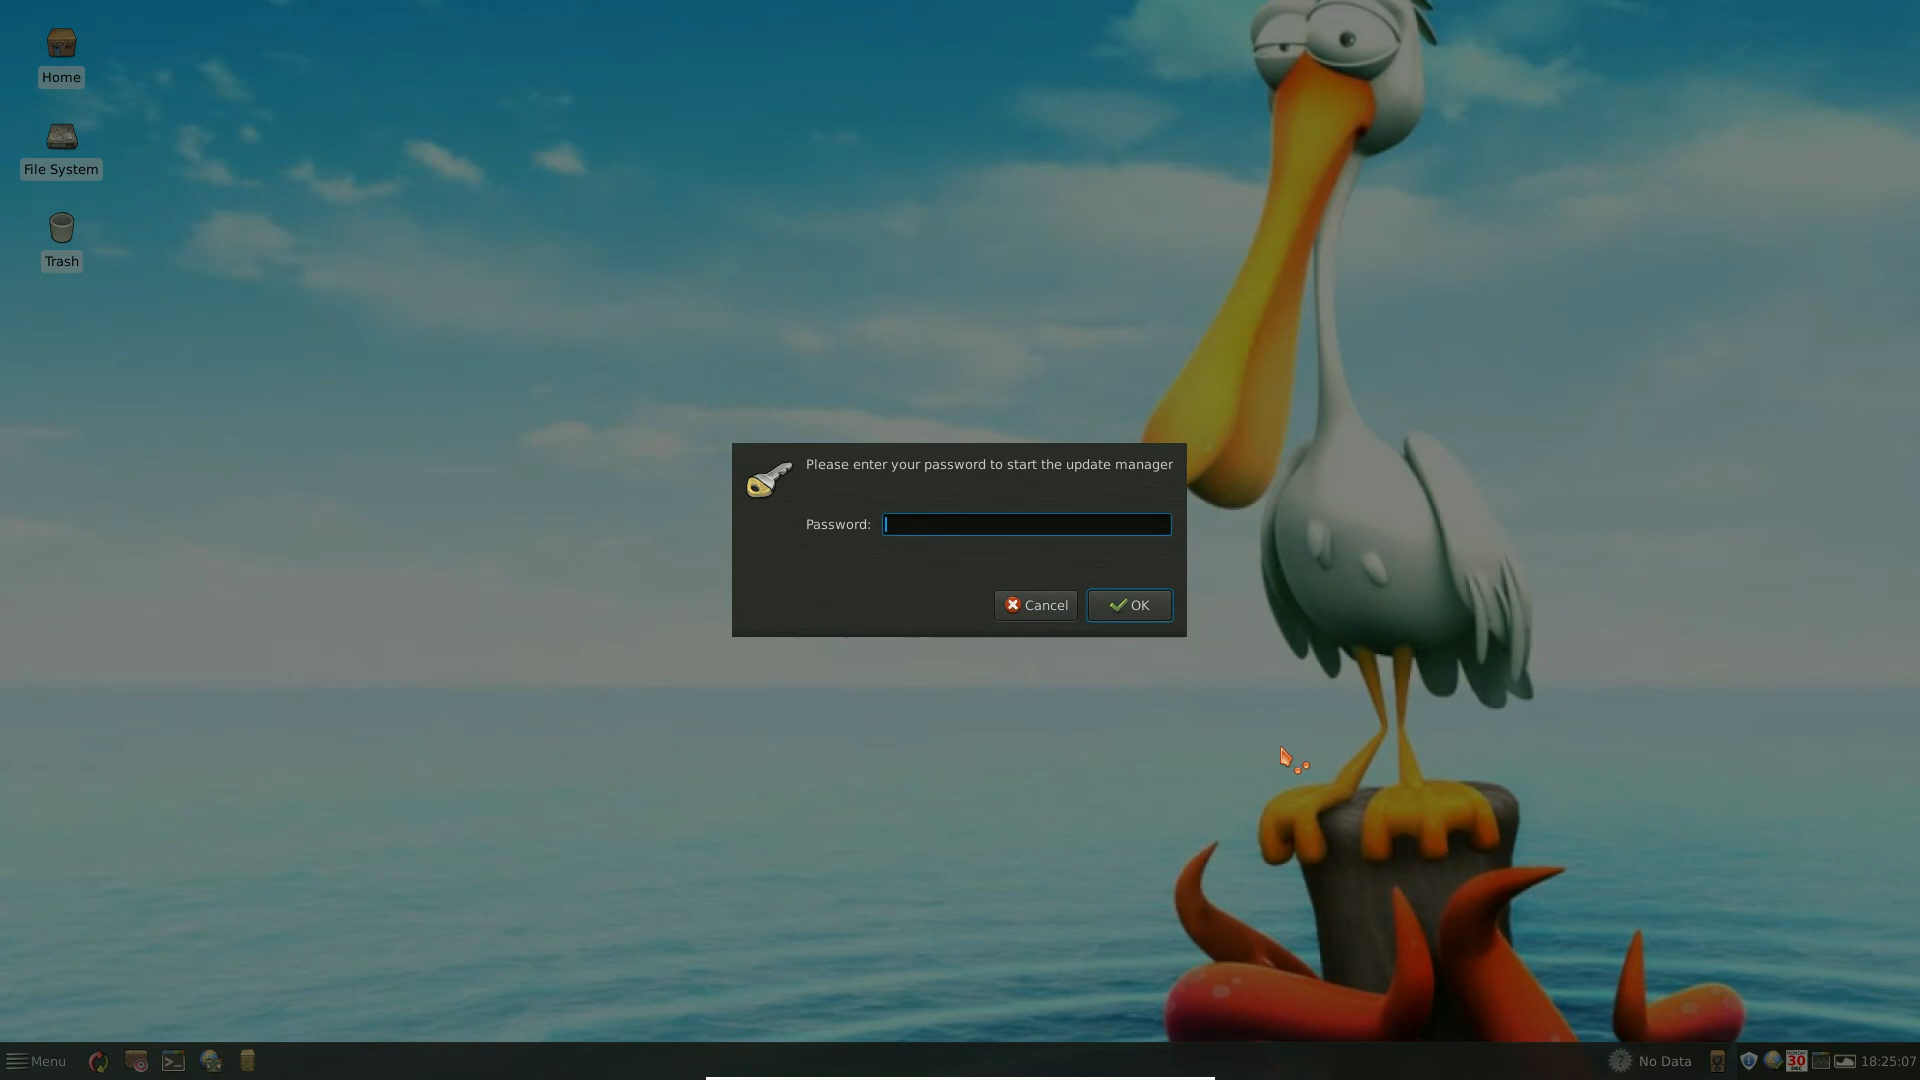 Home
File System
Trash
Please enter your password to start the update manager
Password:
Cancel
OK
Menu
No Data
30
DEC
18:25:07